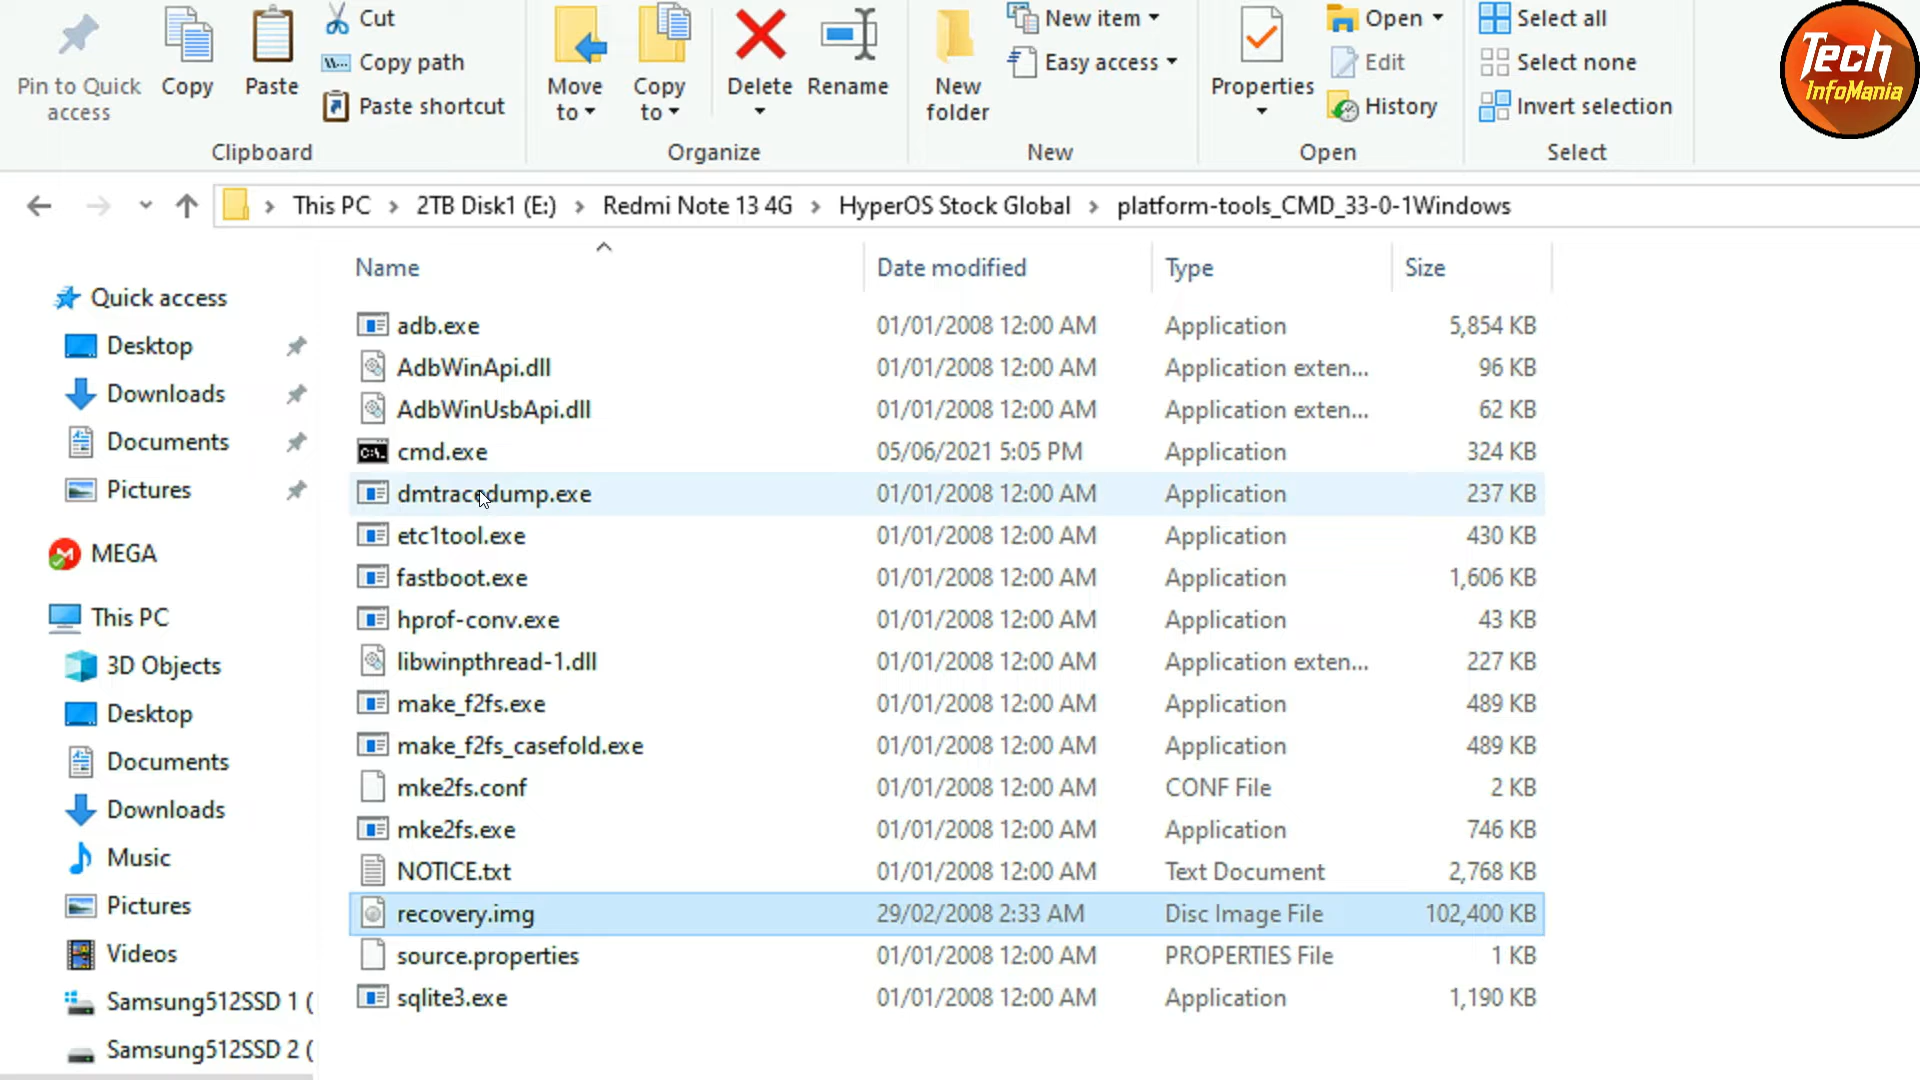 Pin to Quick access
Copy
Paste
Cut
Copy path
Paste shortcut
Clipboard
Move to
Copy to
Delete
Rename
Organize
New folder
New item
Easy access
New
Properties
Open
Edit
History
Open
Select all
Select none
Invert selection
Select
Tech
InfoMania
This PC > 2TB Disk1 (E:) > Redmi Note 13 4G > HyperOS Stock Global > platform-tools_CMD_33-0-1Windows
Quick access
Desktop
Downloads
Documents
Pictures
MEGA
This PC
3D Objects
Desktop
Documents
Downloads
Music
Pictures
Videos
Samsung512SSD 1 (
Samsung512SSD 2 (
Name Date modified Type Size
adb.exe 01/01/2008 12:00 AM Application 5,854 KB
AdbWinApi.dll 01/01/2008 12:00 AM Application exten... 96 KB
AdbWinUsbApi.dll 01/01/2008 12:00 AM Application exten... 62 KB
cmd.exe 05/06/2021 5:05 PM Application 324 KB
dmtracedump.exe 01/01/2008 12:00 AM Application 237 KB
etc1tool.exe 01/01/2008 12:00 AM Application 430 KB
fastboot.exe 01/01/2008 12:00 AM Application 1,606 KB
hprof-conv.exe 01/01/2008 12:00 AM Application 43 KB
libwinpthread-1.dll 01/01/2008 12:00 AM Application exten... 227 KB
make_f2fs.exe 01/01/2008 12:00 AM Application 489 KB
make_f2fs_casefold.exe 01/01/2008 12:00 AM Application 489 KB
mke2fs.conf 01/01/2008 12:00 AM CONF File 2 KB
mke2fs.exe 01/01/2008 12:00 AM Application 746 KB
NOTICE.txt 01/01/2008 12:00 AM Text Document 2,768 KB
recovery.img 29/02/2008 2:33 AM Disc Image File 102,400 KB
source.properties 01/01/2008 12:00 AM PROPERTIES File 1 KB
sqlite3.exe 01/01/2008 12:00 AM Application 1,190 KB